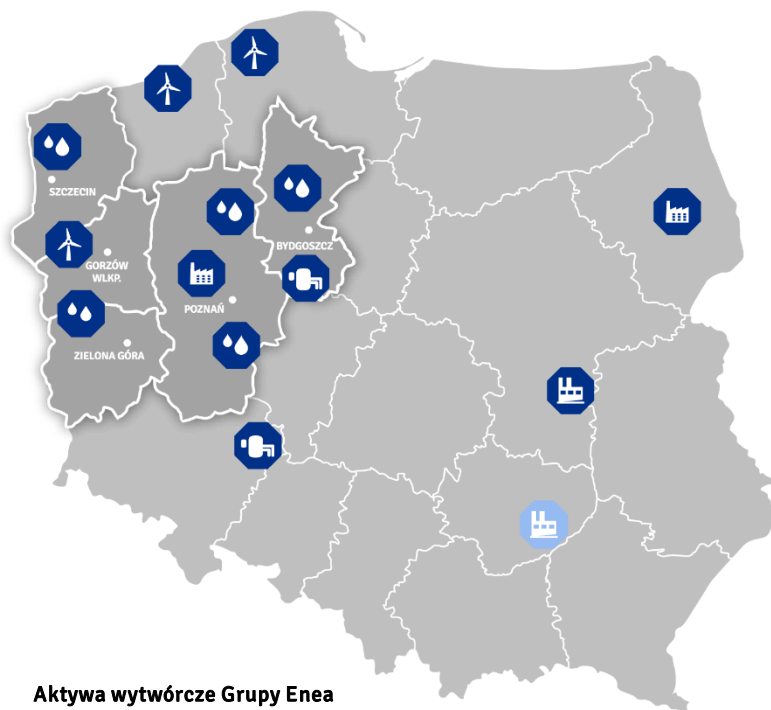 SZCZECIN
BYDGOSZCZ
GORZÓW
WLKP.
POZNAŃ
ZIELONA GÓRA
Aktywa wytwórcze Grupy Enea